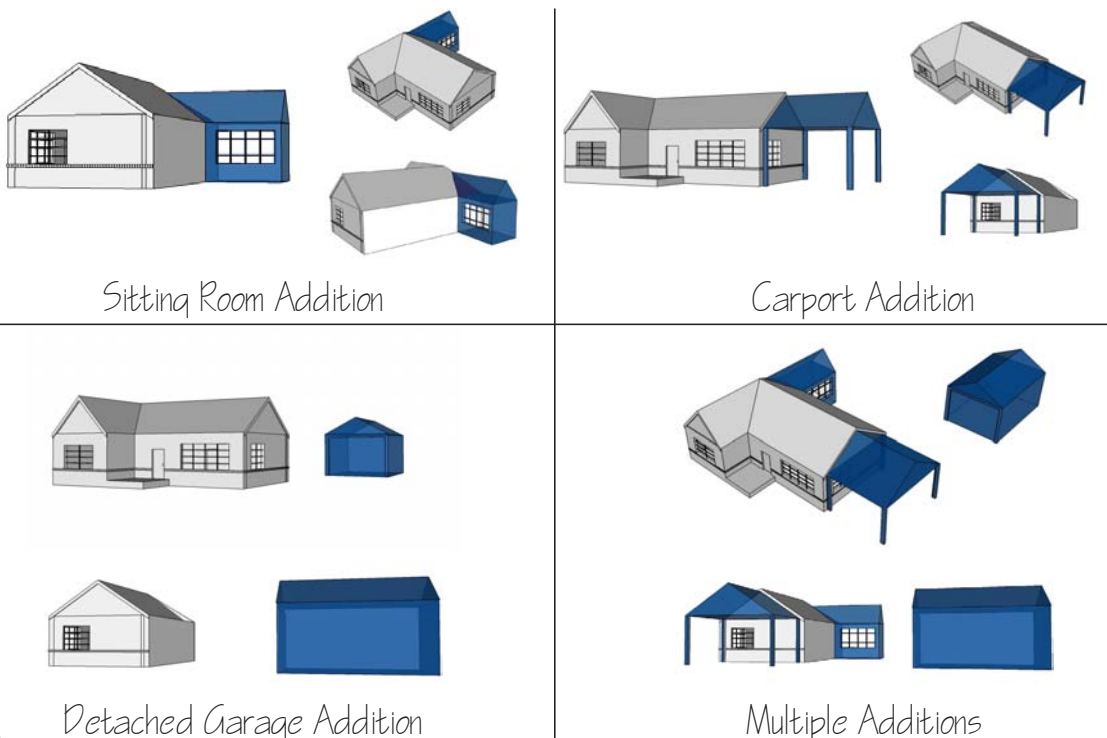 Sitting Room Addition
Carport Addition
Detached Garage Addition
Multiple Additions